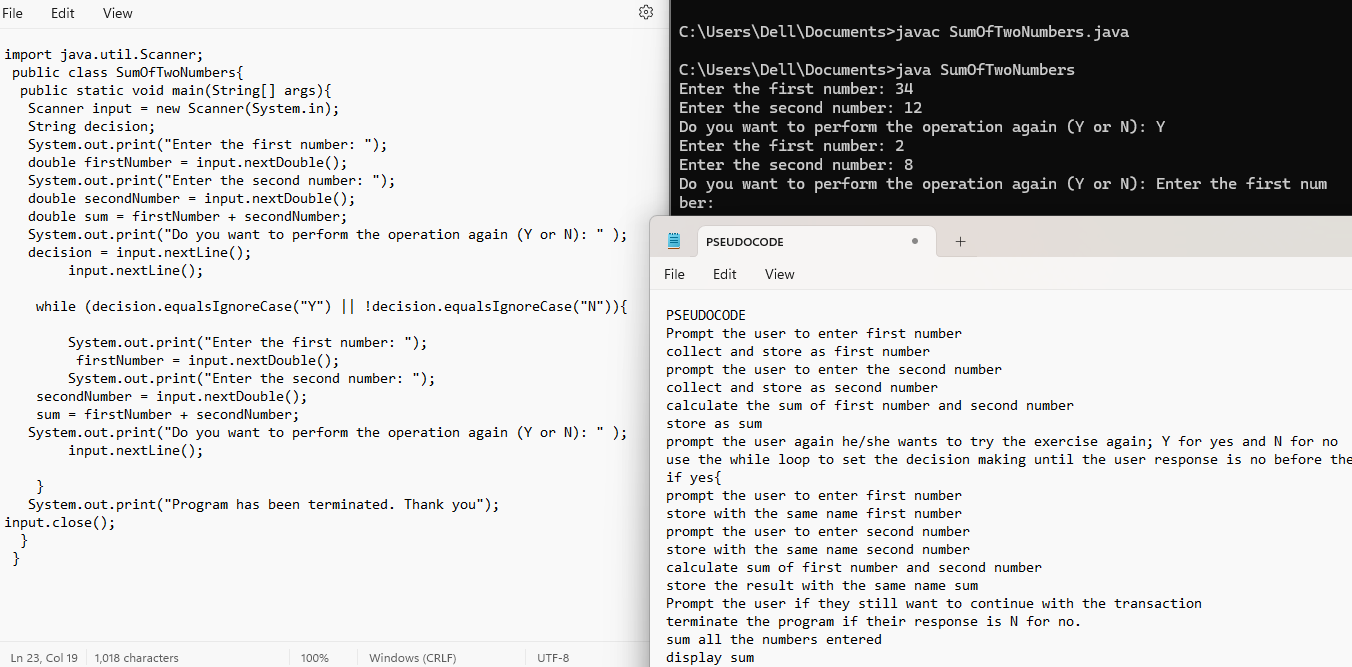 File Edit View
import java.util.Scanner;
public class SumOfTwoNumbers{
public static void main(String[] args){
Scanner input = new Scanner(System.in);
String decision;
System.out.print("Enter the first number: ");
double firstNumber = input.nextDouble();
System.out.print("Enter the second number: ");
double secondNumber = input.nextDouble();
double sum = firstNumber + secondNumber;
System.out.print("Do you want to perform the operation again (Y or N): " );
decision = input.nextLine();
input.nextLine();
while (decision.equalsIgnoreCase("Y") || !decision.equalsIgnoreCase("N")){
System.out.print("Enter the first number: ");
firstNumber = input.nextDouble();
System.out.print("Enter the second number: ");
secondNumber = input.nextDouble();
sum = firstNumber + secondNumber;
System.out.print("Do you want to perform the operation again (Y or N): " );
input.nextLine();
}
System.out.print("Program has been terminated. Thank you");
input.close();
}
}
Ln 23, Col 19 1,018 characters 100% Windows (CRLF) UTF-8
C:\Users\Dell\Documents>javac SumOfTwoNumbers.java
C:\Users\Dell\Documents>java SumOfTwoNumbers
Enter the first number: 34
Enter the second number: 12
Do you want to perform the operation again (Y or N): Y
Enter the first number: 2
Enter the second number: 8
Do you want to perform the operation again (Y or N): Enter the first num
ber:
PSEUDOCODE
File Edit View
PSEUDOCODE
Prompt the user to enter first number
collect and store as first number
prompt the user to enter the second number
collect and store as second number
calculate the sum of first number and second number
store as sum
prompt the user again he/she wants to try the exercise again; Y for yes and N for no
use the while loop to set the decision making until the user response is no before the
if yes{
prompt the user to enter first number
store with the same name first number
prompt the user to enter second number
store with the same name second number
calculate sum of first number and second number
store the result with the same name sum
Prompt the user if they still want to continue with the transaction
terminate the program if their response is N for no.
sum all the numbers entered
display sum